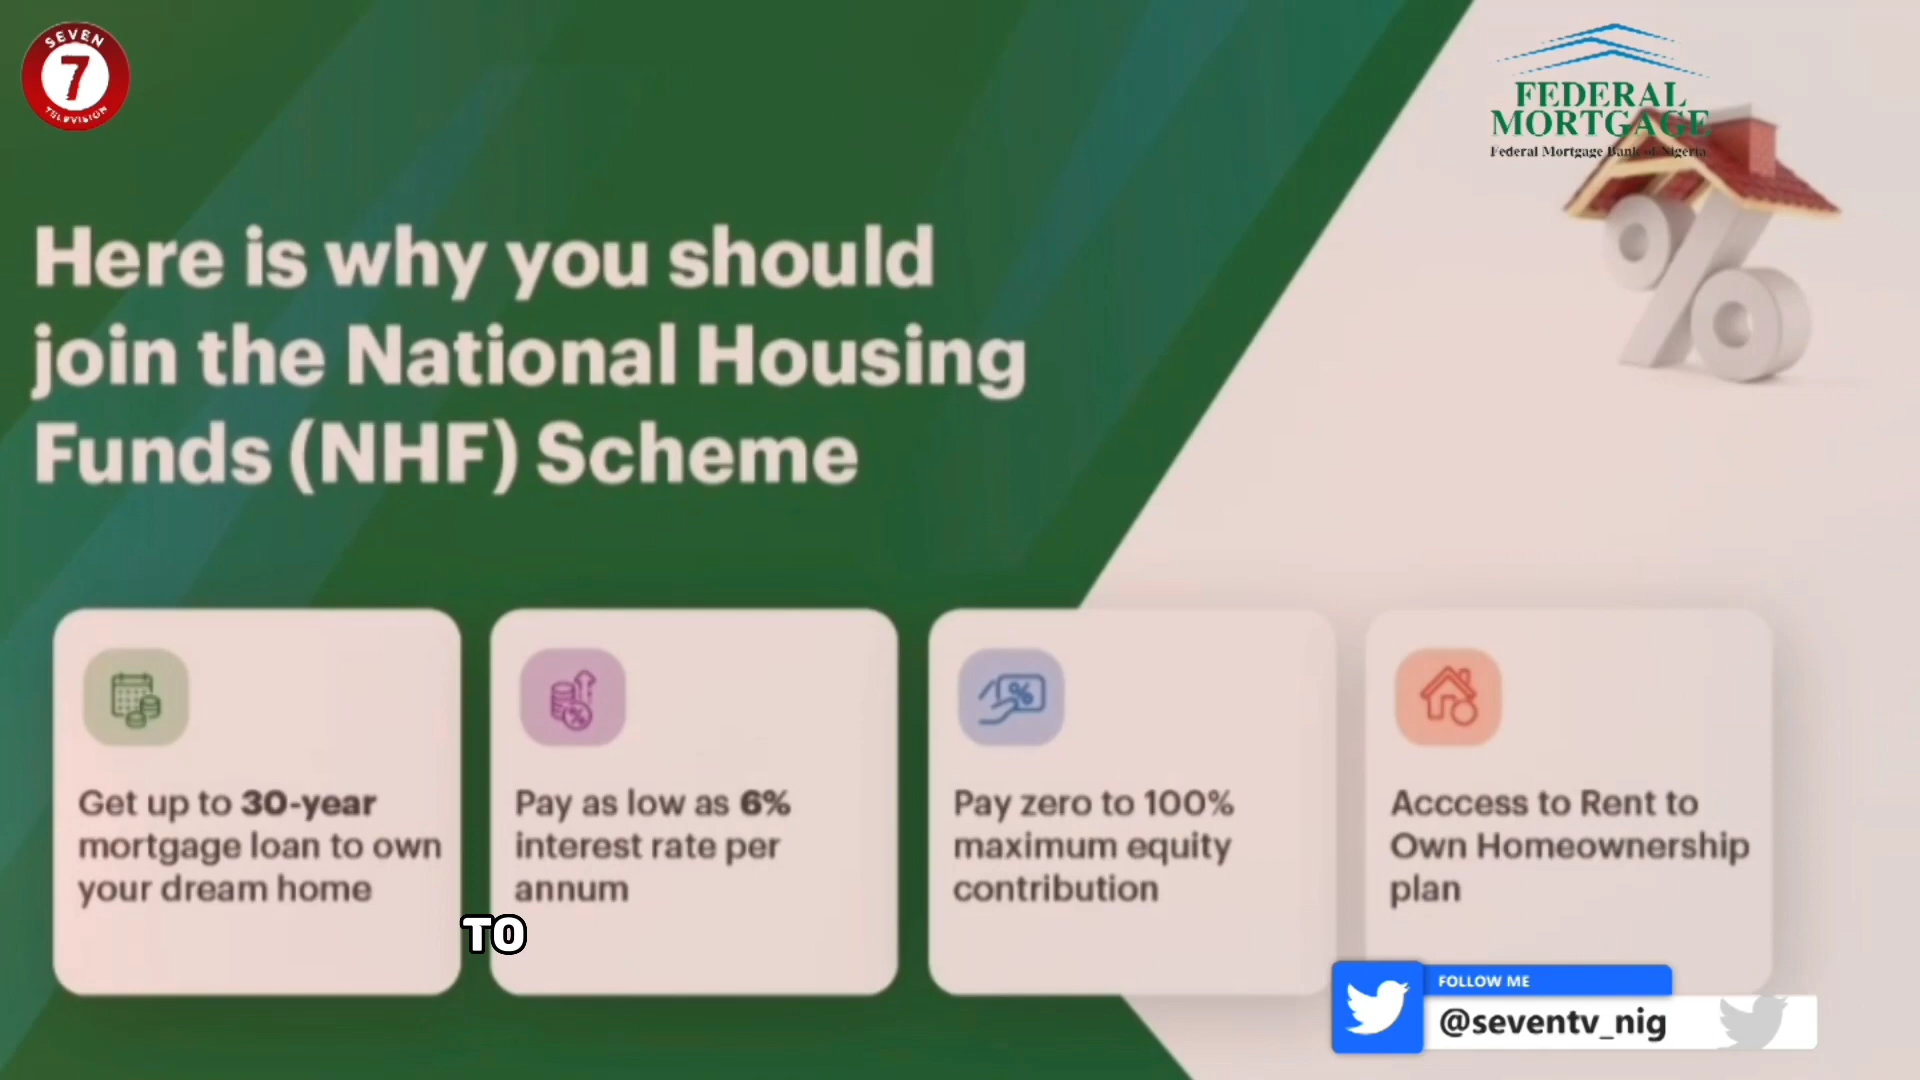 SEVEN
7
TELEVISION
FEDERAL
MORTGAGE
Federal Mortgage Bank of Nigeria
Here is why you should
join the National Housing
Funds (NHF) Scheme
Get up to 30-year
mortgage loan to own
your dream home
Pay as low as 6%
interest rate per
annum
Pay zero to 100%
maximum equity
contribution
Acccess to Rent to
Own Homeownership
plan
TO
FOLLOW ME
@seventv_nig